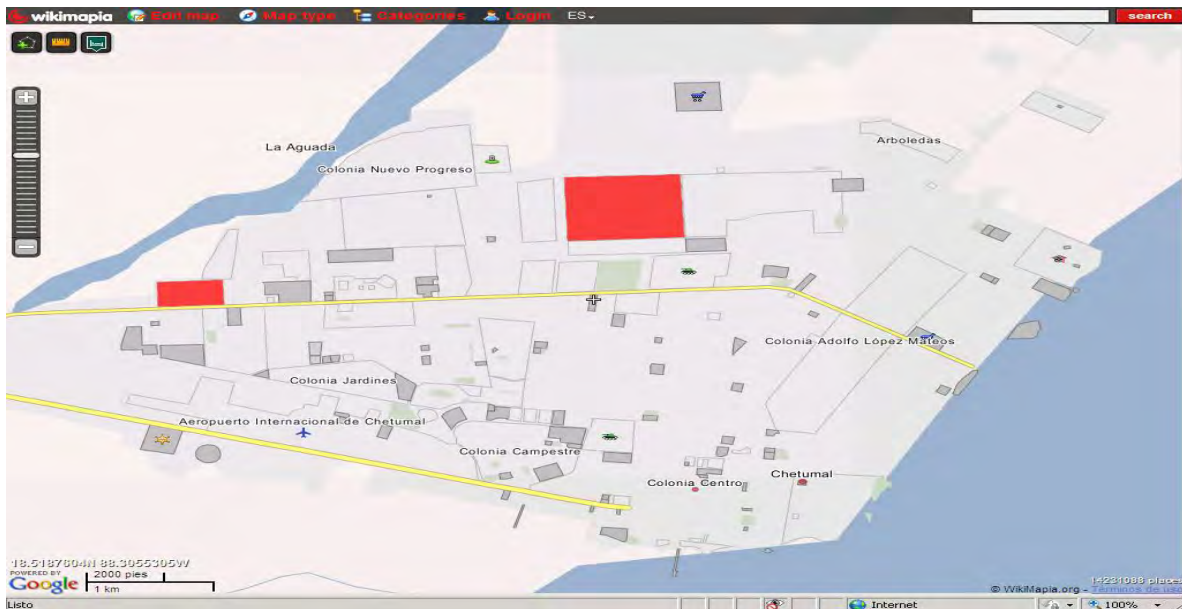 wikimapia Edit map Map type Categories Login ES search
Arboledas
La Aguada
Colonia Nuevo Progreso
Colonia Adolfo López Mateos
Colonia Jardines
Aeropuerto Internacional de Chetumal
Colonia Campestre
Chetumal
Colonia Centro
18.5187604N 88.3055305W
POWERED BY
Google
2000 pies
1 km
14231088 places
© WikiMapia.org - Términos de uso
Listo Internet 100%